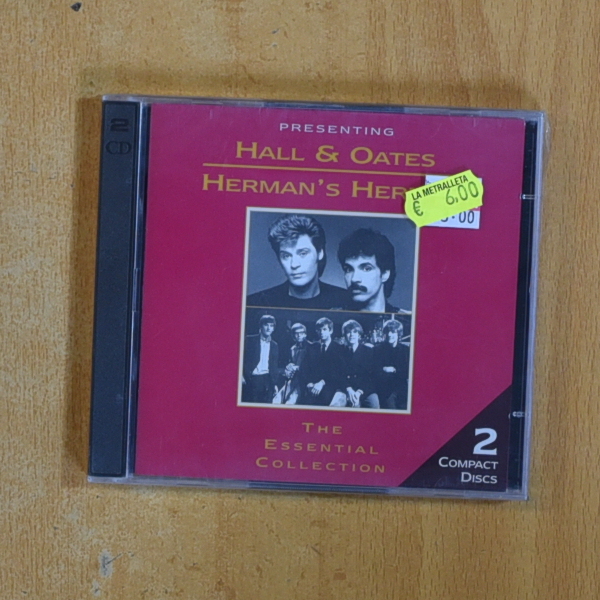 2
CD
PRESENTING
HALL & OATES
HERMAN'S HER
LA METRALLETA
€ 6,00
THE
ESSENTIAL
COLLECTION
2
COMPACT
DISCS